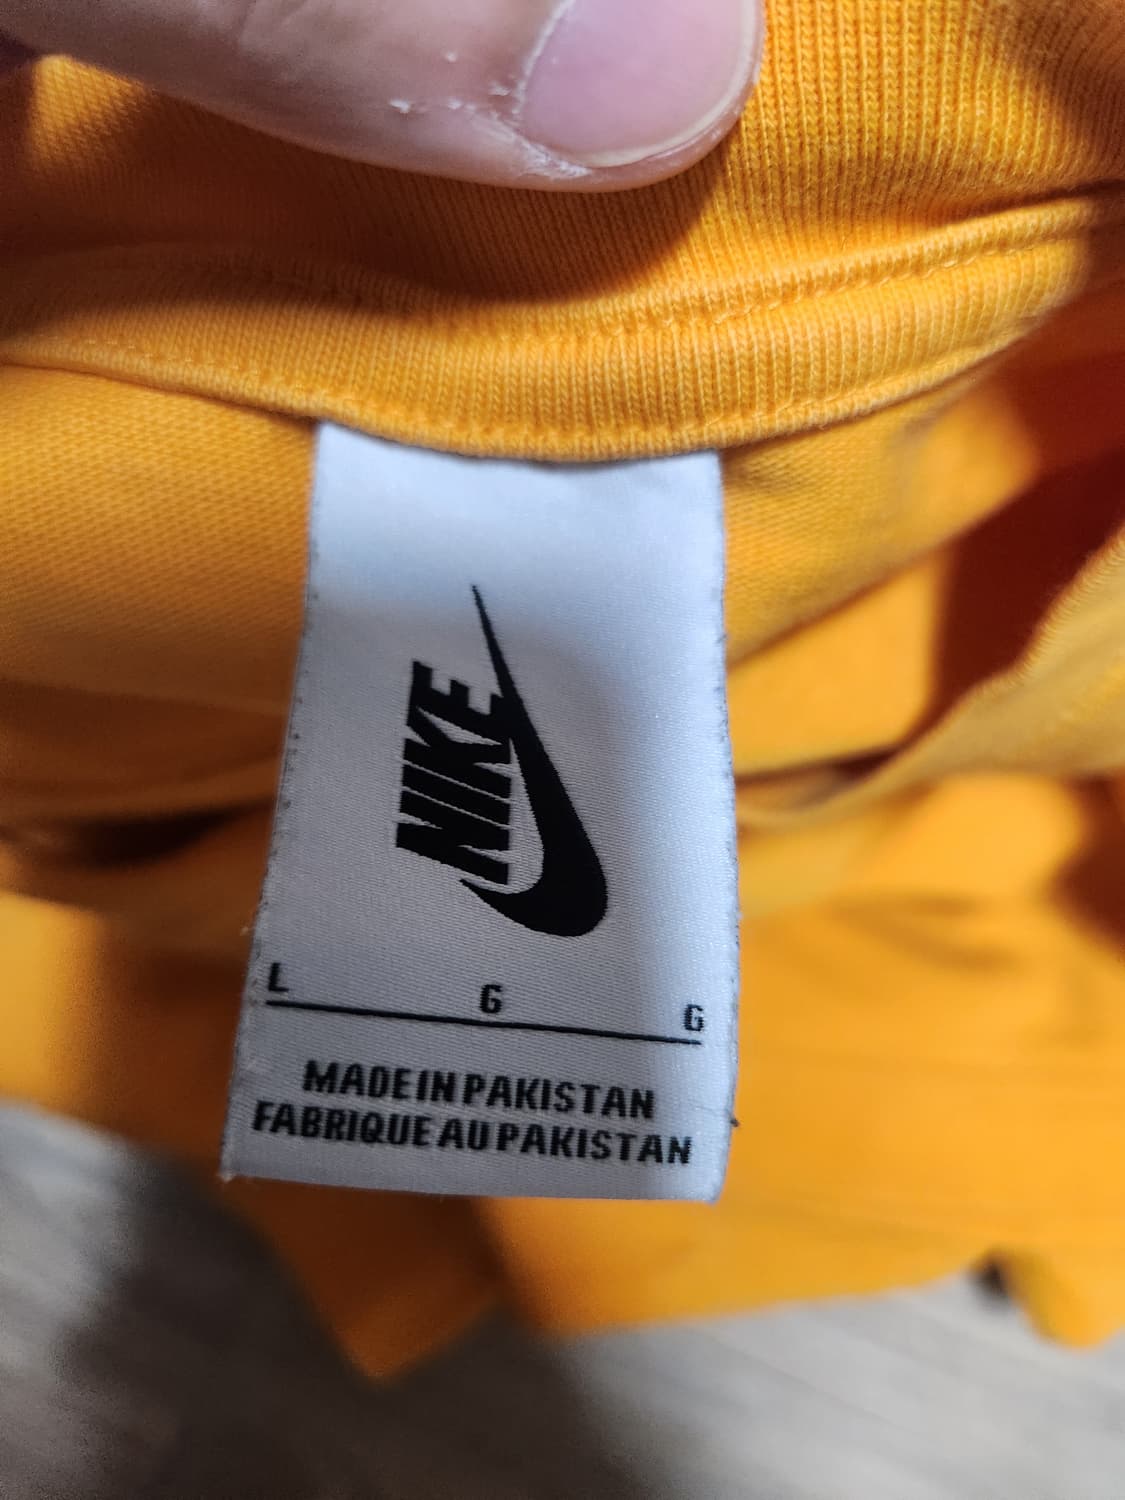 NIKE
L G G
MADE IN PAKISTAN
FABRIQUE AU PAKISTAN